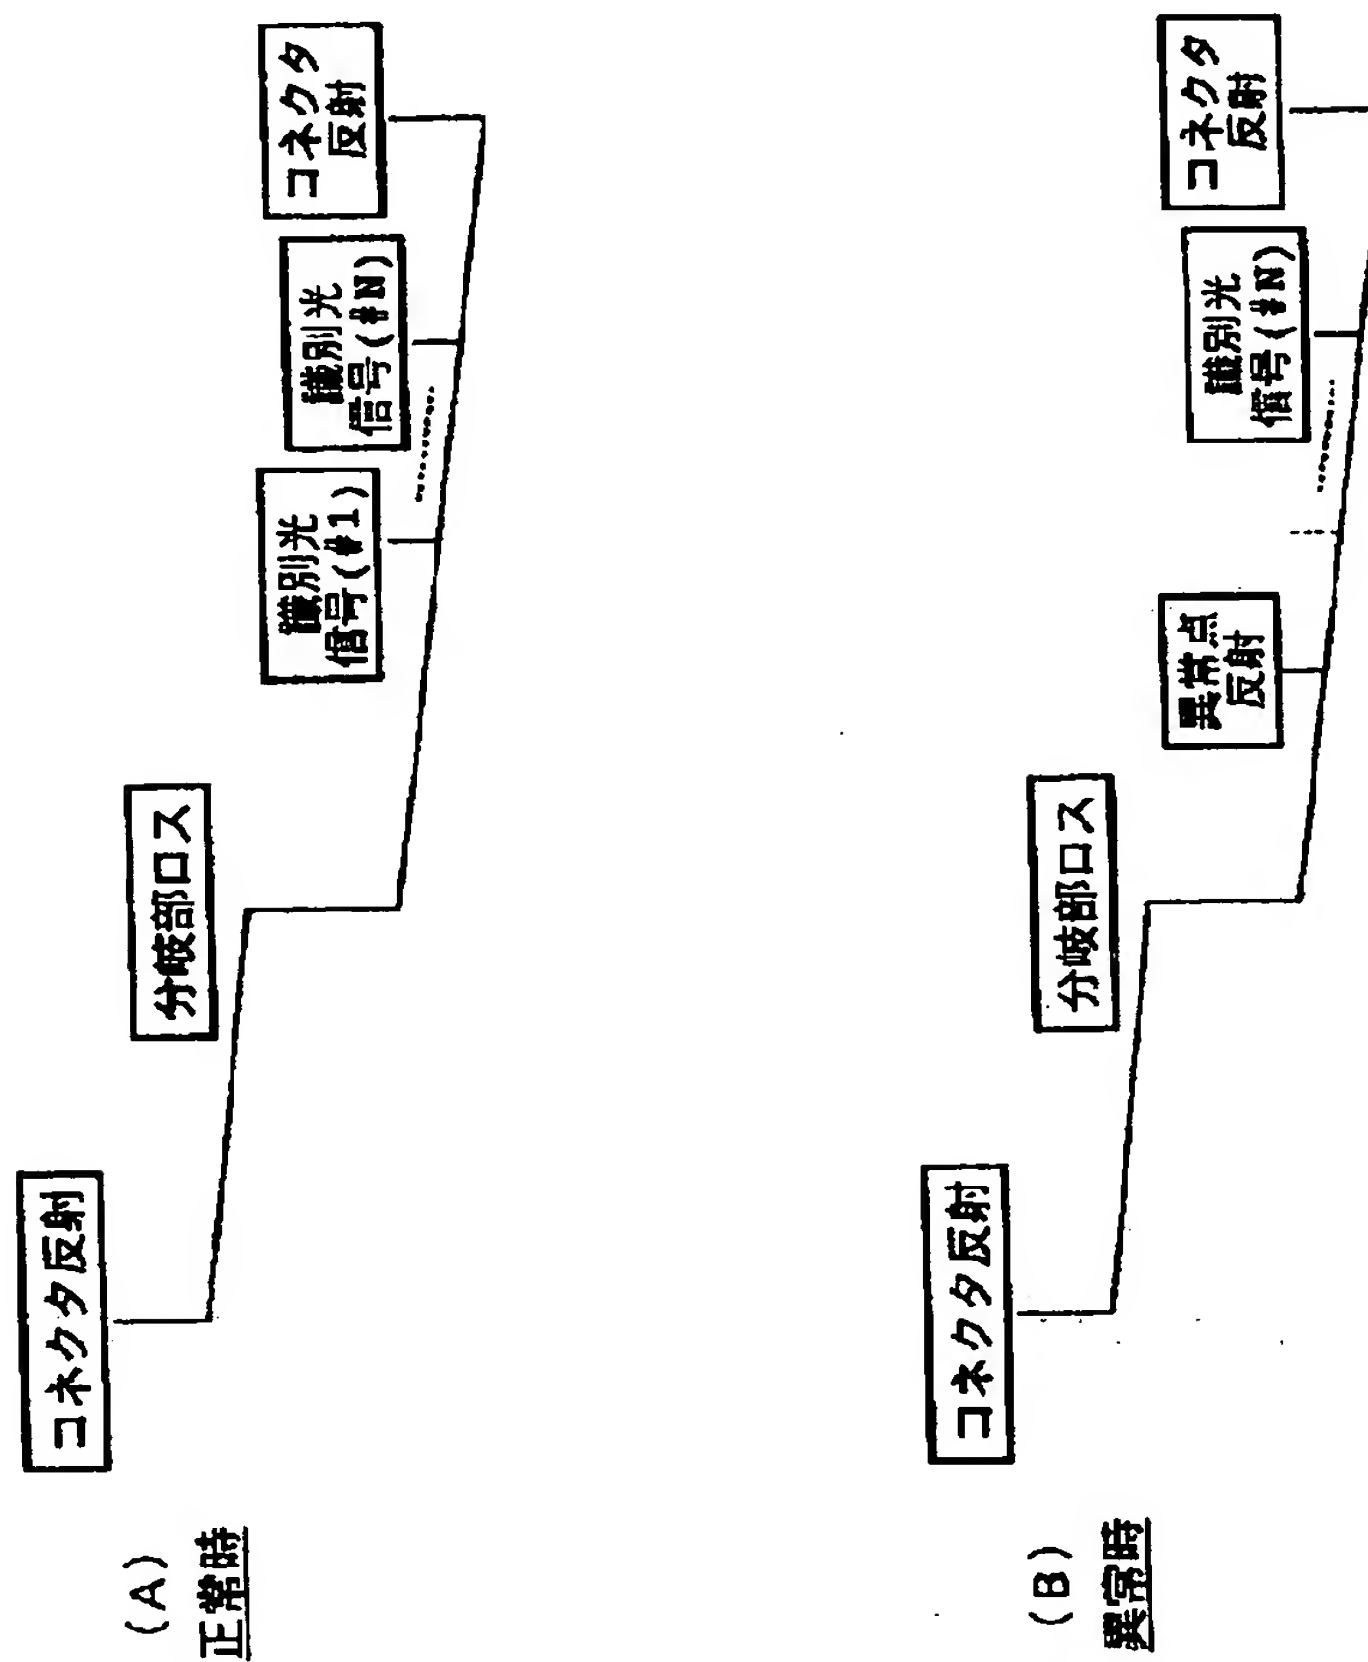 (A)
正常時
コネクタ反射
分岐部ロス
識別光
信号(#1)
識別光
信号(#N)
コネクタ
反射
(B)
異常時
コネクタ反射
分岐部ロス
異常点
反射
識別光
信号(#N)
コネクタ
反射